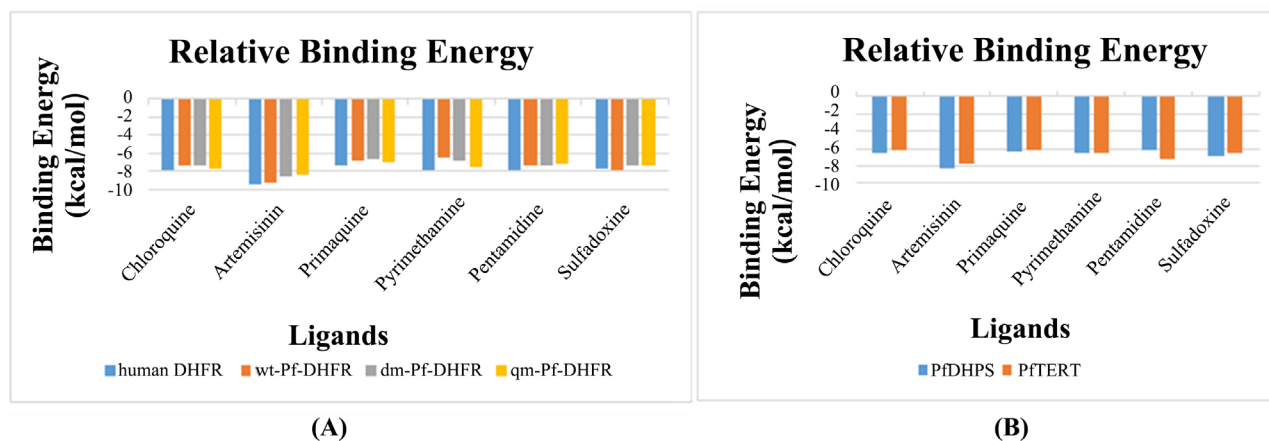 Relative Binding Energy
Binding Energy
(kcal/mol)
0
-2
-4
-6
-8
-10
Chloroquine
Artemisinin
Primaquine
Pyrimethamine
Pentamidine
Sulfadoxine
Ligands
human DHFR wt-Pf-DHFR dm-Pf-DHFR qm-Pf-DHFR
(A)
Relative Binding Energy
Binding Energy
(kcal/mol)
0
-2
-4
-6
-8
-10
Chloroquine
Artemisinin
Primaquine
Pyrimethamine
Pentamidine
Sulfadoxine
Ligands
PfDHPS PfTERT
(B)